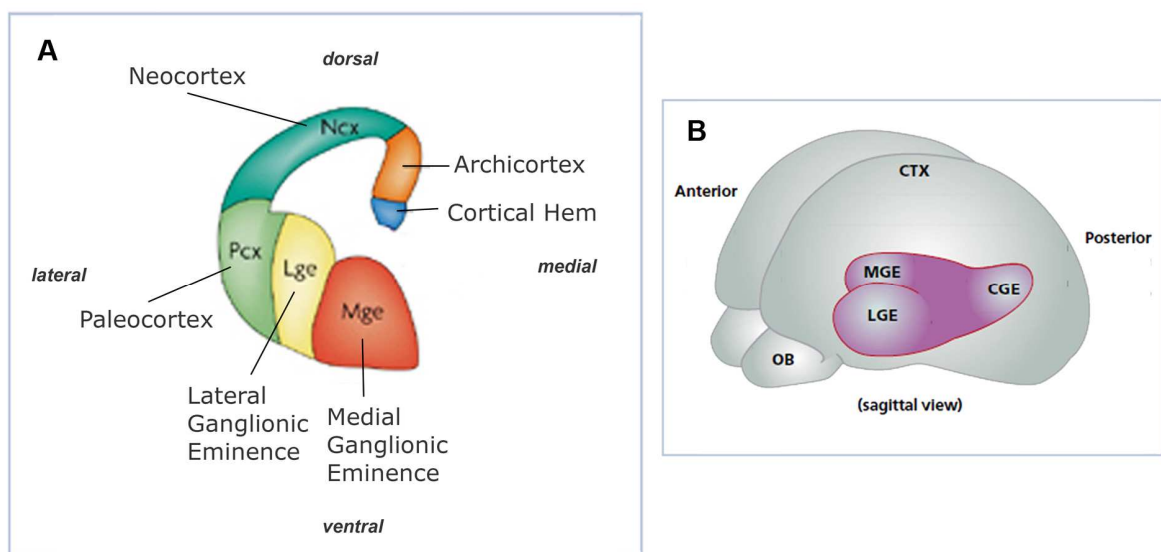 A
dorsal
Neocortex
Ncx
Archicortex
Cortical Hem
Pcx
Lge
lateral
medial
Mge
Paleocortex
Lateral
Ganglionic
Eminence
Medial
Ganglionic
Eminence
ventral
B
CTX
Anterior
Posterior
MGE
CGE
LGE
OB
(sagittal view)